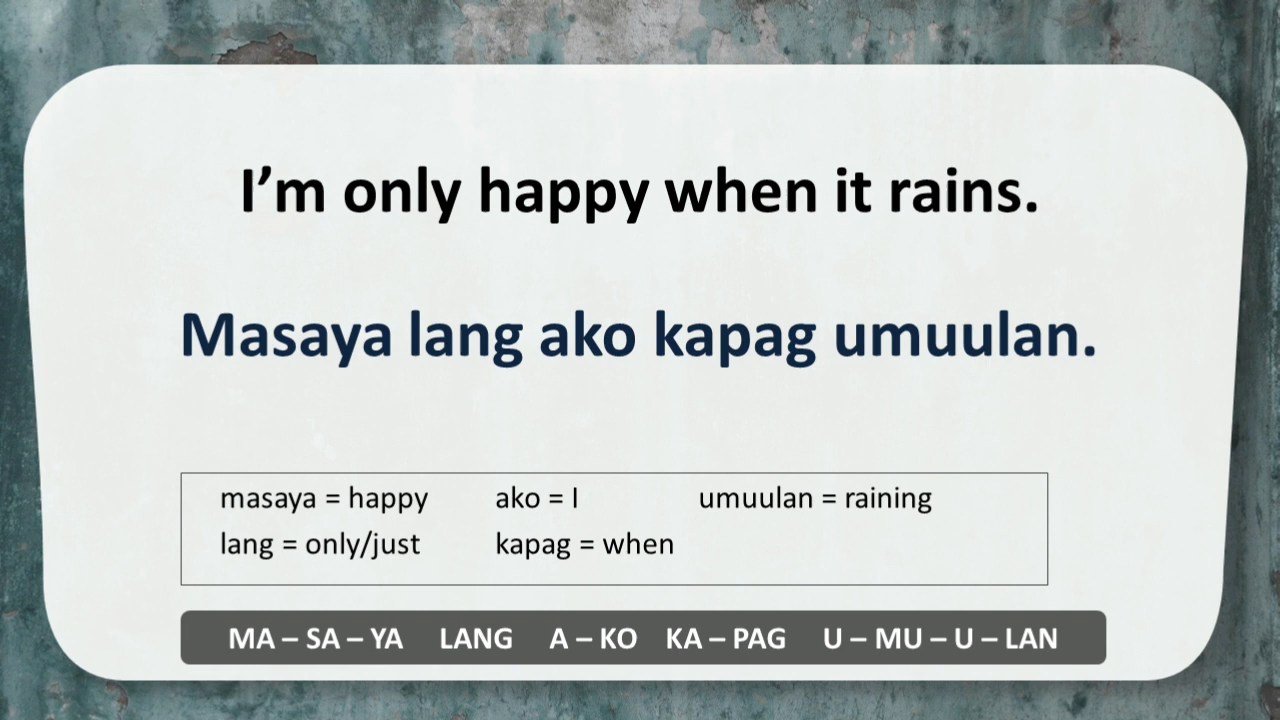 I’m only happy when it rains.
Masaya lang ako kapag umuulan.
masaya = happy ako = I umuulan = raining
lang = only/just kapag = when
MA – SA – YA LANG A – KO KA – PAG U – MU – U – LAN